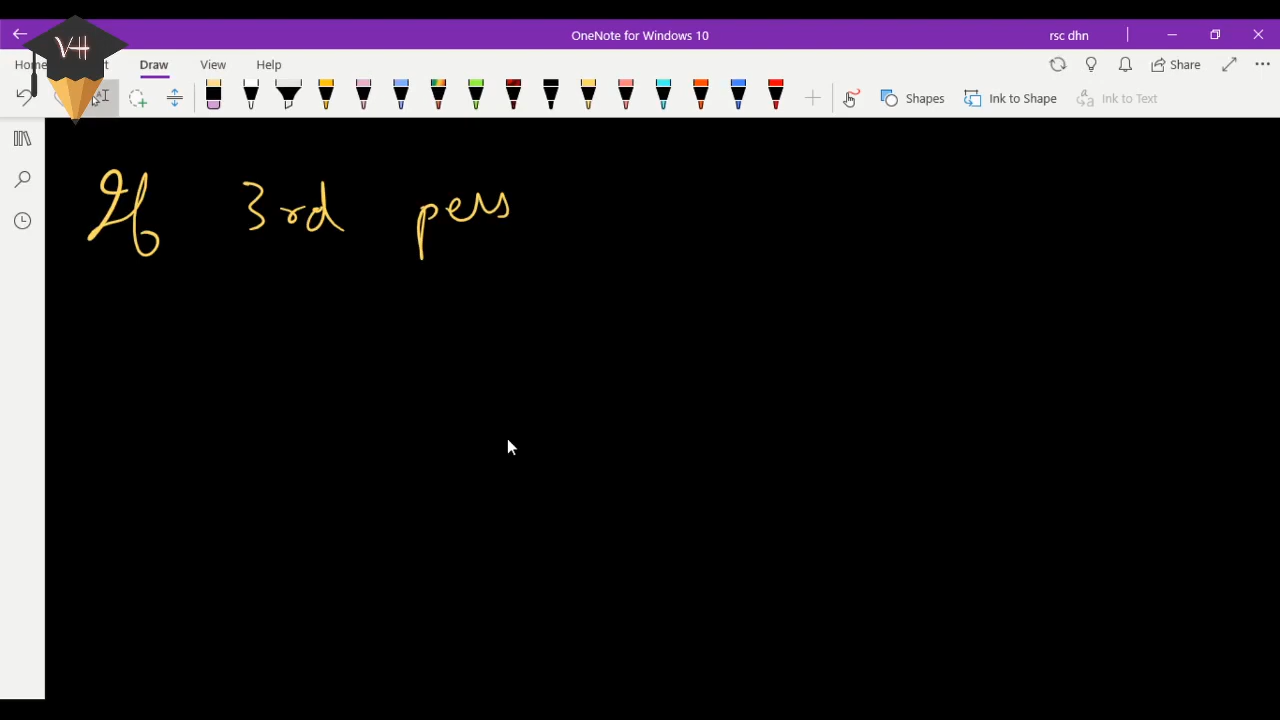 VH
OneNote for Windows 10
rsc dhn
Home Draw View Help
Share
Shapes Ink to Shape Ink to Text
If 3rd pers